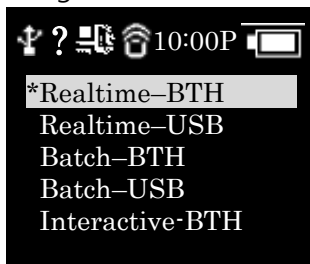 ? 10:00P
*Realtime–BTH
Realtime–USB
Batch–BTH
Batch–USB
Interactive-BTH